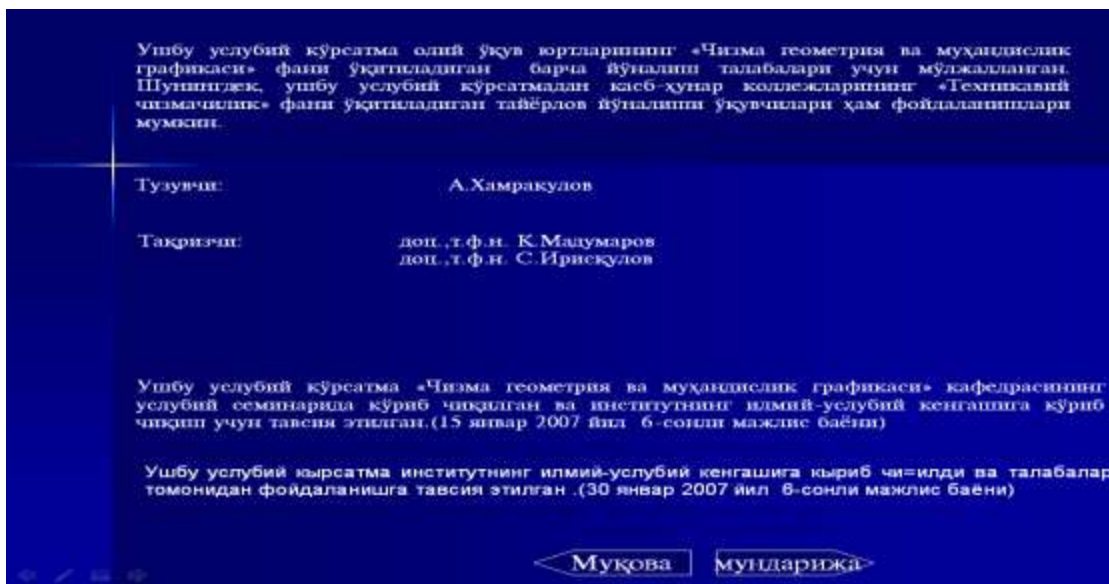 Ушбу услубий кўрсатма олий ўқув юртларининг «Чизма геометрия ва муҳандислик
графикаси» фани ўқитиладиган барча йўналиш талабалари учун мўлжалланган.
Шунингдек, ушбу услубий кўрсатмадан касб-ҳунар коллежларининг «Техникавий
чизмачилик» фани ўқитиладиган тайёрлов йўналиши ўқувчилари ҳам фойдаланишлари
мумкин.
Тузувчи: А.Хамракулов
Тақризчи: доц.,т.ф.н. К.Мадумаров
доц.,т.ф.н. С.Ирисқулов
Ушбу услубий кўрсатма «Чизма геометрия ва муҳандислик графикаси» кафедрасининг
услубий семинарида кўриб чиқилган ва институтнинг илмий-услубий кенгашига кўриб
чиқиш учун тавсия этилган.(15 январ 2007 йил 6-сонли мажлис баёни)
Ушбу услубий кырсатма институтнинг илмий-услубий кенгашига кыриб чи=илди ва талабалар
томонидан фойдаланишга тавсия этилган .(30 январ 2007 йил 6-сонли мажлис баёни)
Муқова мундарижа